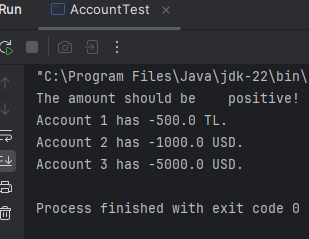 Run
AccountTest
"C:\Program Files\Java\jdk-22\bin\
The amount should be    positive!
Account 1 has -500.0 TL.
Account 2 has -1000.0 USD.
Account 3 has -5000.0 USD.
Process finished with exit code 0